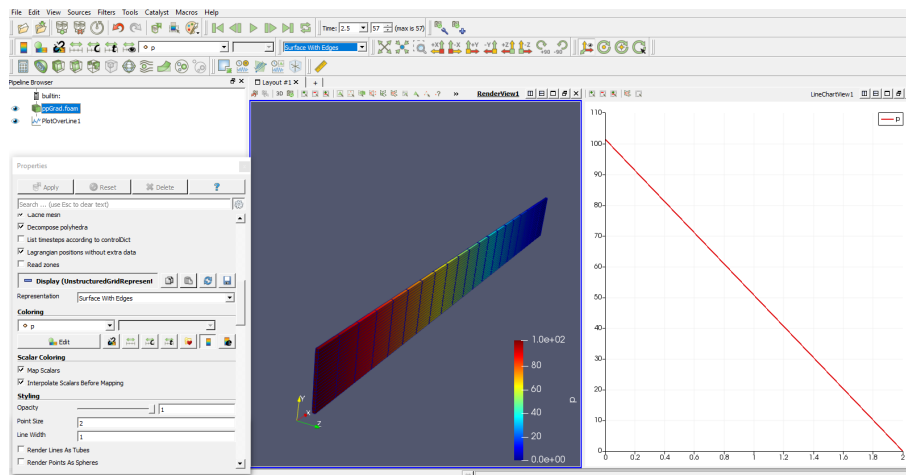 File Edit View Sources Filters Tools Catalyst Macros Help
Time: 2.5 57 (max is 57)
p Surface With Edges
Pipeline Browser
Layout #1 × +
builtin:
ppGrad.foam
PlotOverLine1
3D
RenderView1
LineChartView1
Properties
Apply Reset Delete ?
Search ... (use Esc to clear text)
Cache mesh
Decompose polyhedra
List timesteps according to controlDict
Lagrangian positions without extra data
Read zones
Display (UnstructuredGridRepresent
Representation Surface With Edges
Coloring
p
Edit
Scalar Coloring
Map Scalars
Interpolate Scalars Before Mapping
Styling
Opacity 1
Point Size 2
Line Width 1
Render Lines As Tubes
Render Points As Spheres
Y
X
Z
1.0e+02
80
60
40
20
0.0e+00
p
110
100
90
80
70
60
50
40
30
20
10
0
0 0.2 0.4 0.6 0.8 1 1.2 1.4 1.6 1.8 2
p